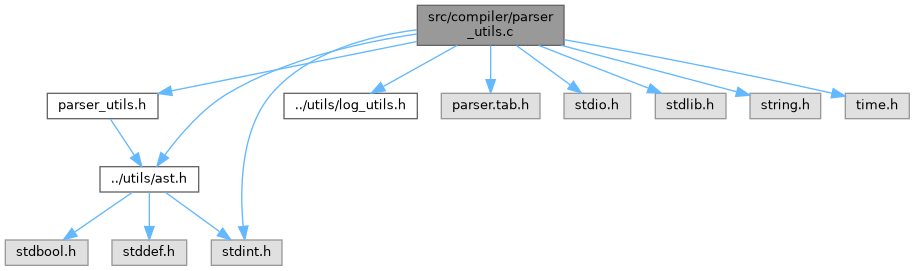 src/compiler/parser
_utils.c
parser_utils.h
../utils/log_utils.h
parser.tab.h
stdio.h
stdlib.h
string.h
time.h
../utils/ast.h
stdbool.h
stddef.h
stdint.h